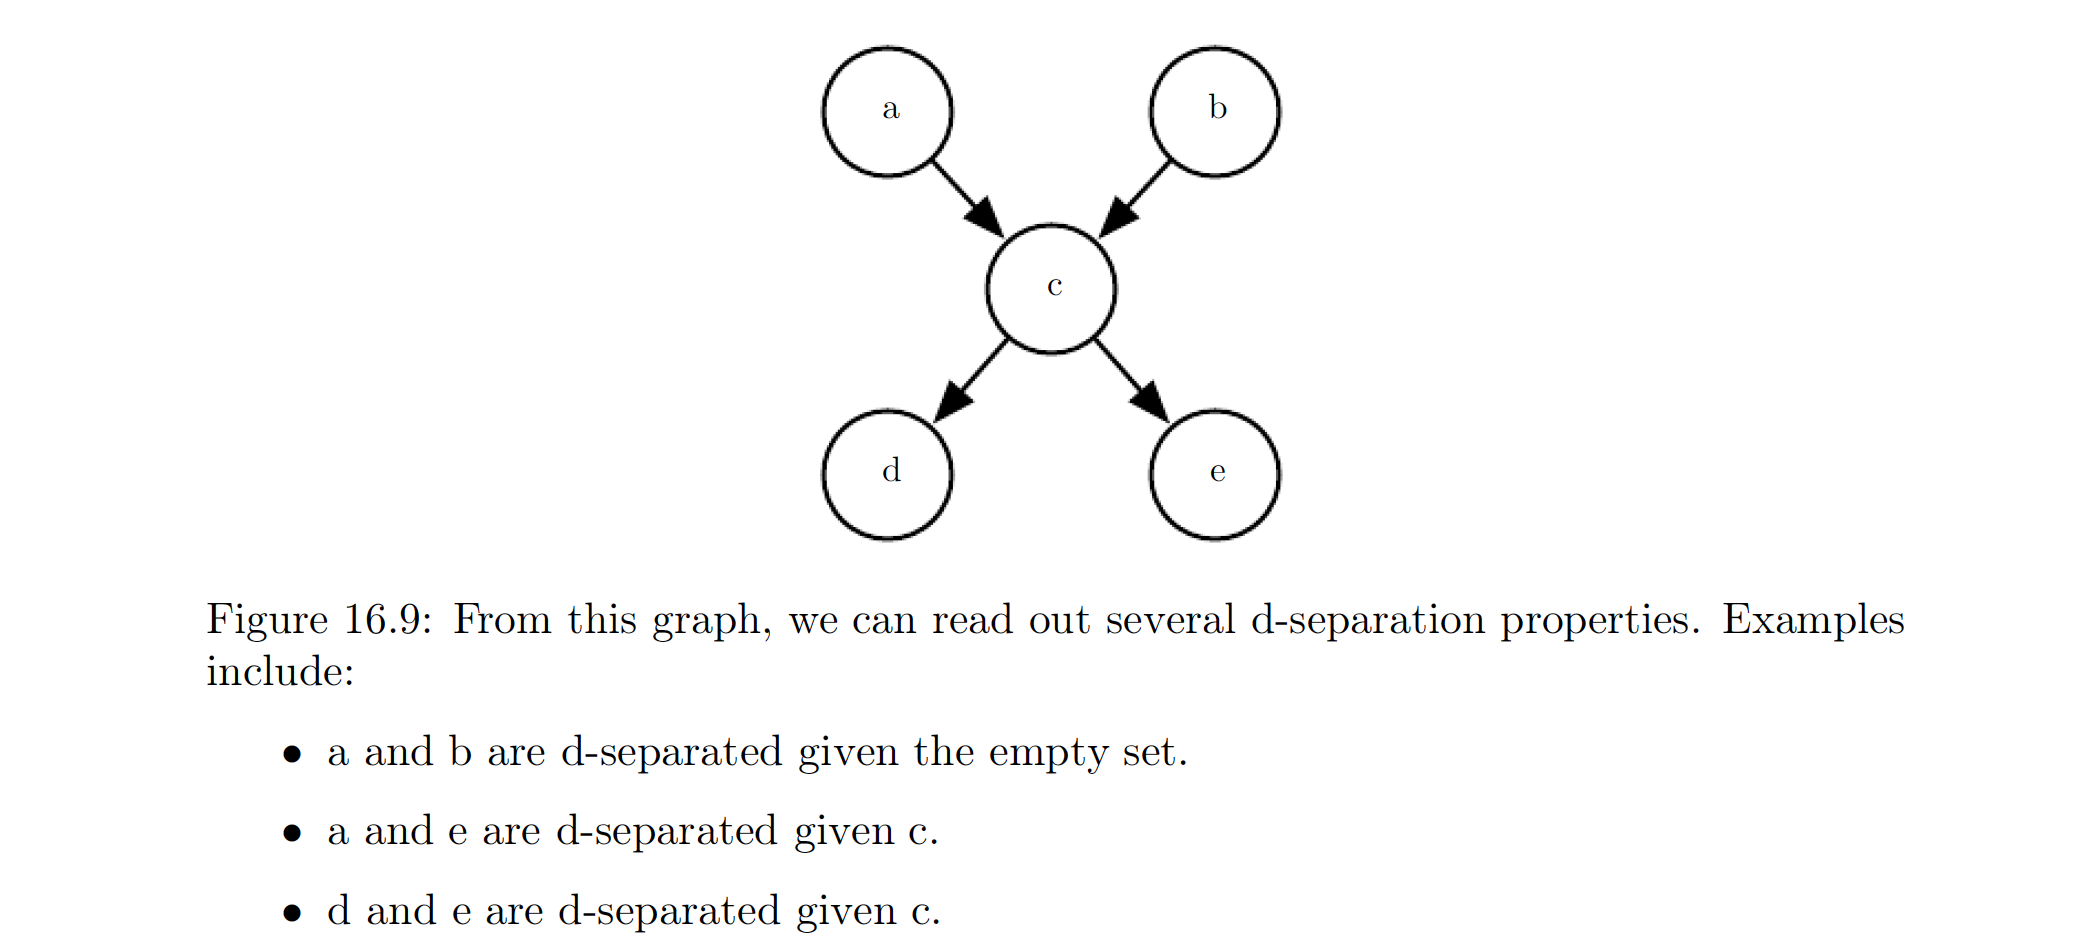 a
b
c
d
e
Figure 16.9: From this graph, we can read out several d-separation properties. Examples
include:
• a and b are d-separated given the empty set.
• a and e are d-separated given c.
• d and e are d-separated given c.